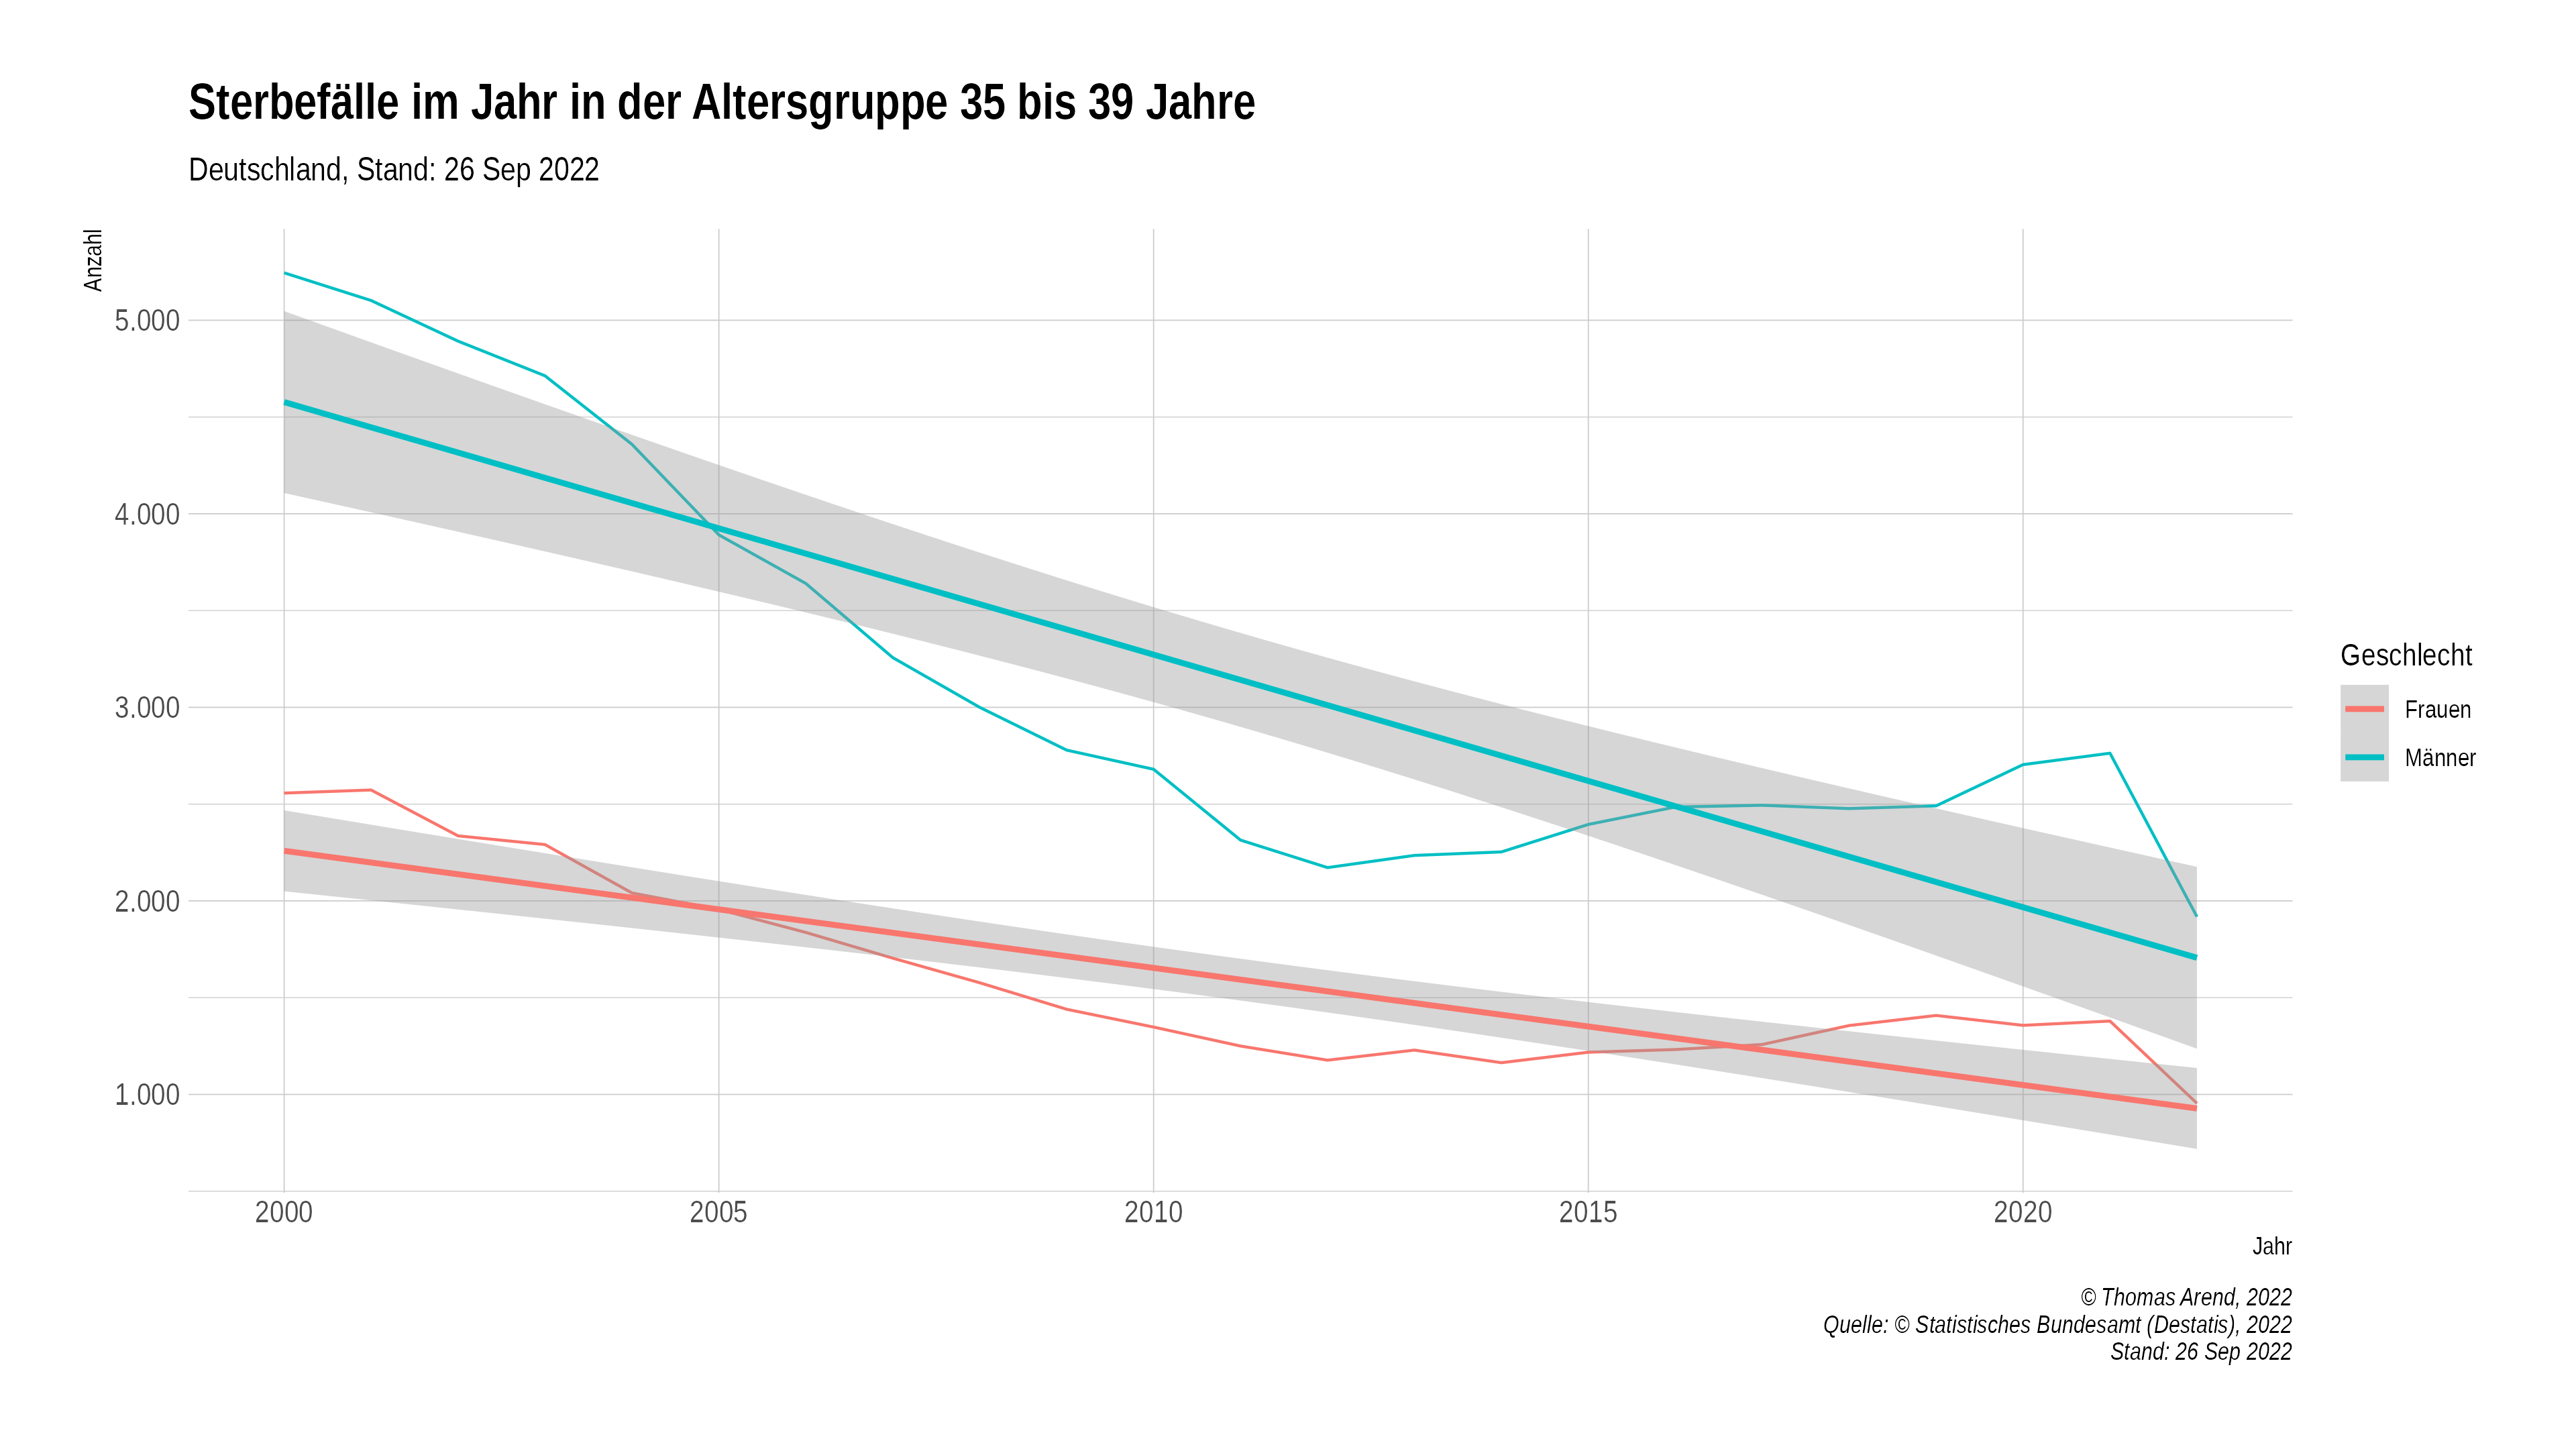 Sterbefälle im Jahr in der Altersgruppe 35 bis 39 Jahre
Deutschland, Stand: 26 Sep 2022
Anzahl
5.000
4.000
3.000
2.000
1.000
2000
2005
2010
2015
2020
Jahr
Geschlecht
Frauen
Männer
© Thomas Arend, 2022
Quelle: © Statistisches Bundesamt (Destatis), 2022
Stand: 26 Sep 2022